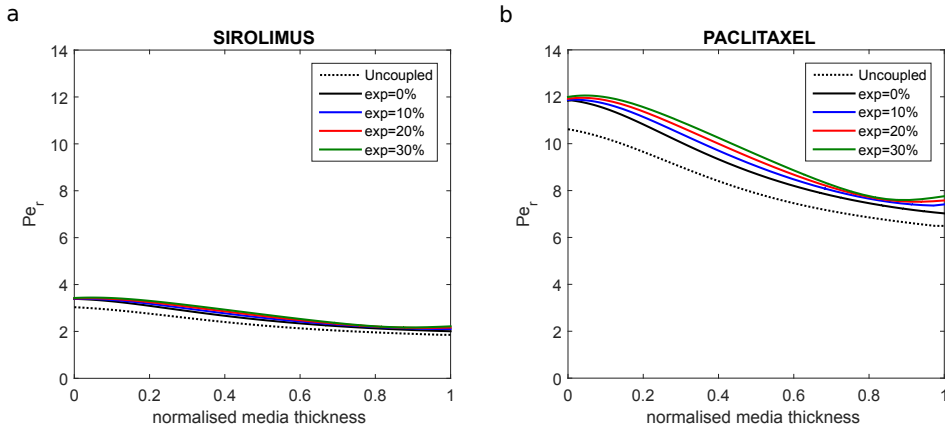 a
SIROLIMUS
14
12
10
8
6
4
2
0
Pe_r
Uncoupled
exp=0%
exp=10%
exp=20%
exp=30%
0 0.2 0.4 0.6 0.8 1
normalised media thickness
b
PACLITAXEL
14
12
10
8
6
4
2
0
Pe_r
Uncoupled
exp=0%
exp=10%
exp=20%
exp=30%
0 0.2 0.4 0.6 0.8 1
normalised media thickness